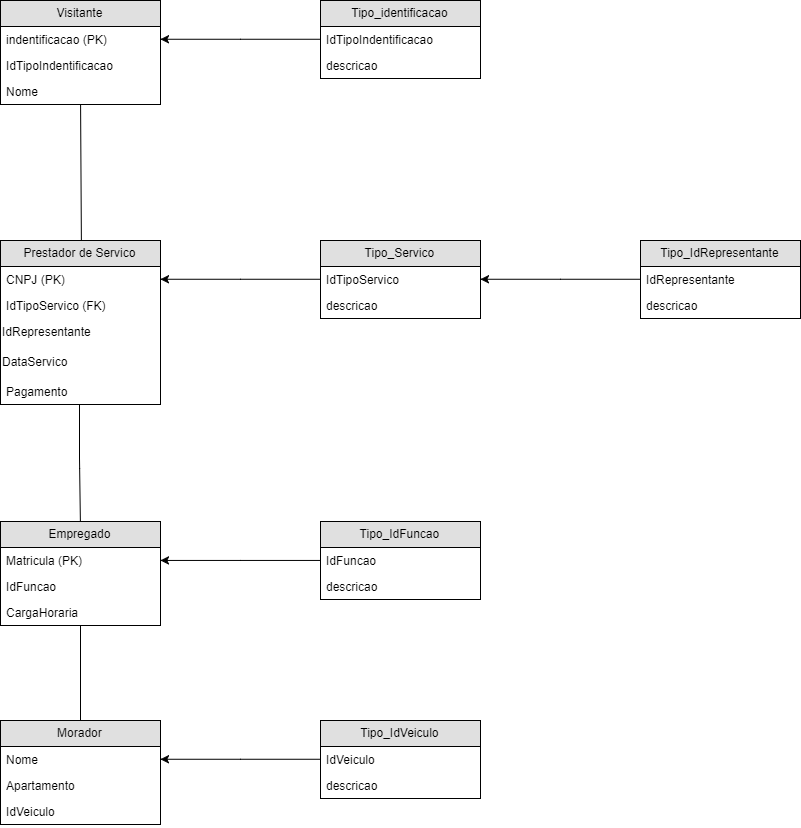 Visitante
indentificacao (PK)
IdTipoIndentificacao
Nome
Tipo_identificacao
IdTipoIndentificacao
descricao
Prestador de Servico
CNPJ (PK)
IdTipoServico (FK)
IdRepresentante
DataServico
Pagamento
Tipo_Servico
IdTipoServico
descricao
Tipo_IdRepresentante
IdRepresentante
descricao
Empregado
Matricula (PK)
IdFuncao
CargaHoraria
Tipo_IdFuncao
IdFuncao
descricao
Morador
Nome
Apartamento
IdVeiculo
Tipo_IdVeiculo
IdVeiculo
descricao